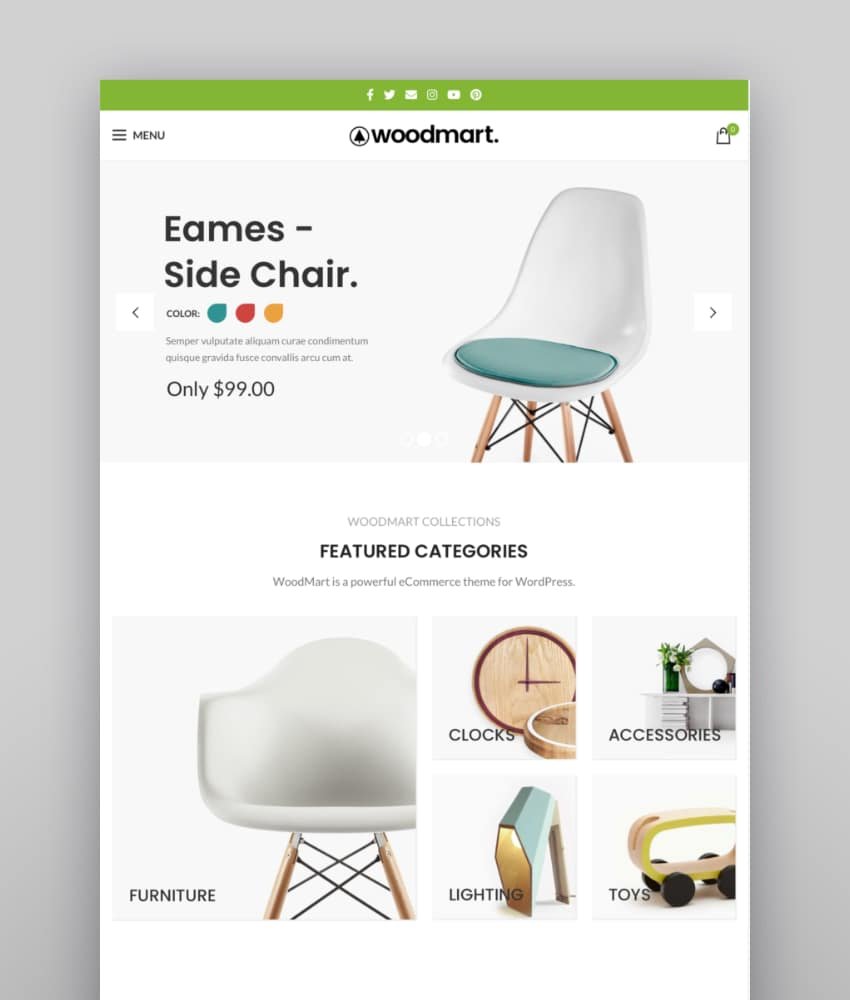 MENU
woodmart.
0
Eames -
Side Chair.
COLOR:
Semper vulputate aliquam curae condimentum
quisque gravida fusce convallis arcu cum at.
Only $99.00
WOODMART COLLECTIONS
FEATURED CATEGORIES
WoodMart is a powerful eCommerce theme for WordPress.
CLOCKS
ACCESSORIES
FURNITURE
LIGHTING
TOYS